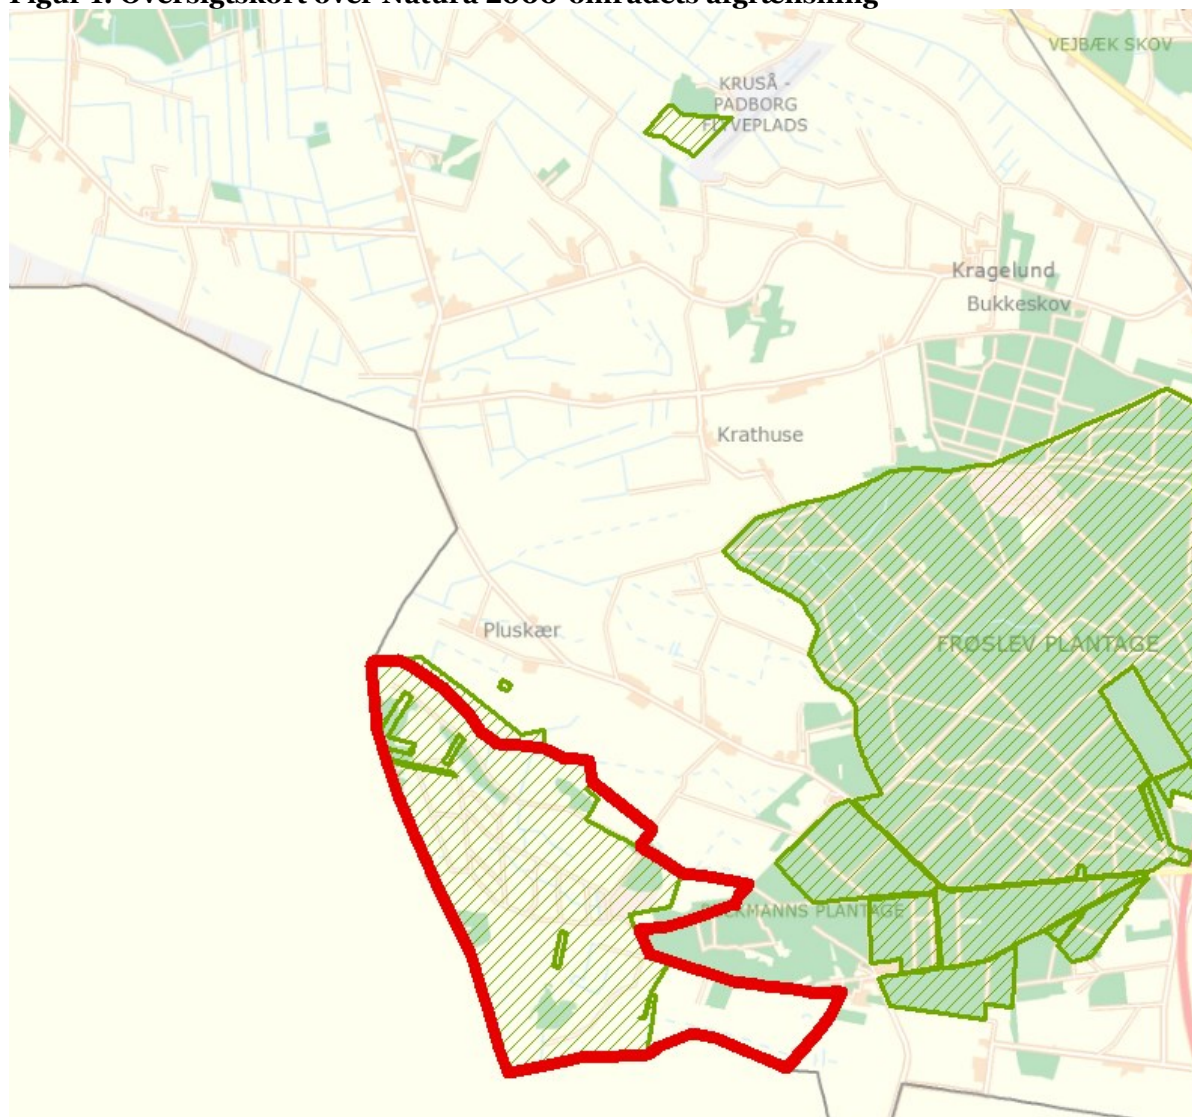 Figur 1. Oversigtskort over Natura 2000-områdets afgrænsning
VEJBÆK SKOV
KRUSÅ -
PADBORG
FLYVEPLADS
Kragelund
Bukkeskov
Krathuse
Pluskær
FRØSLEV PLANTAGE
PLANTAGE